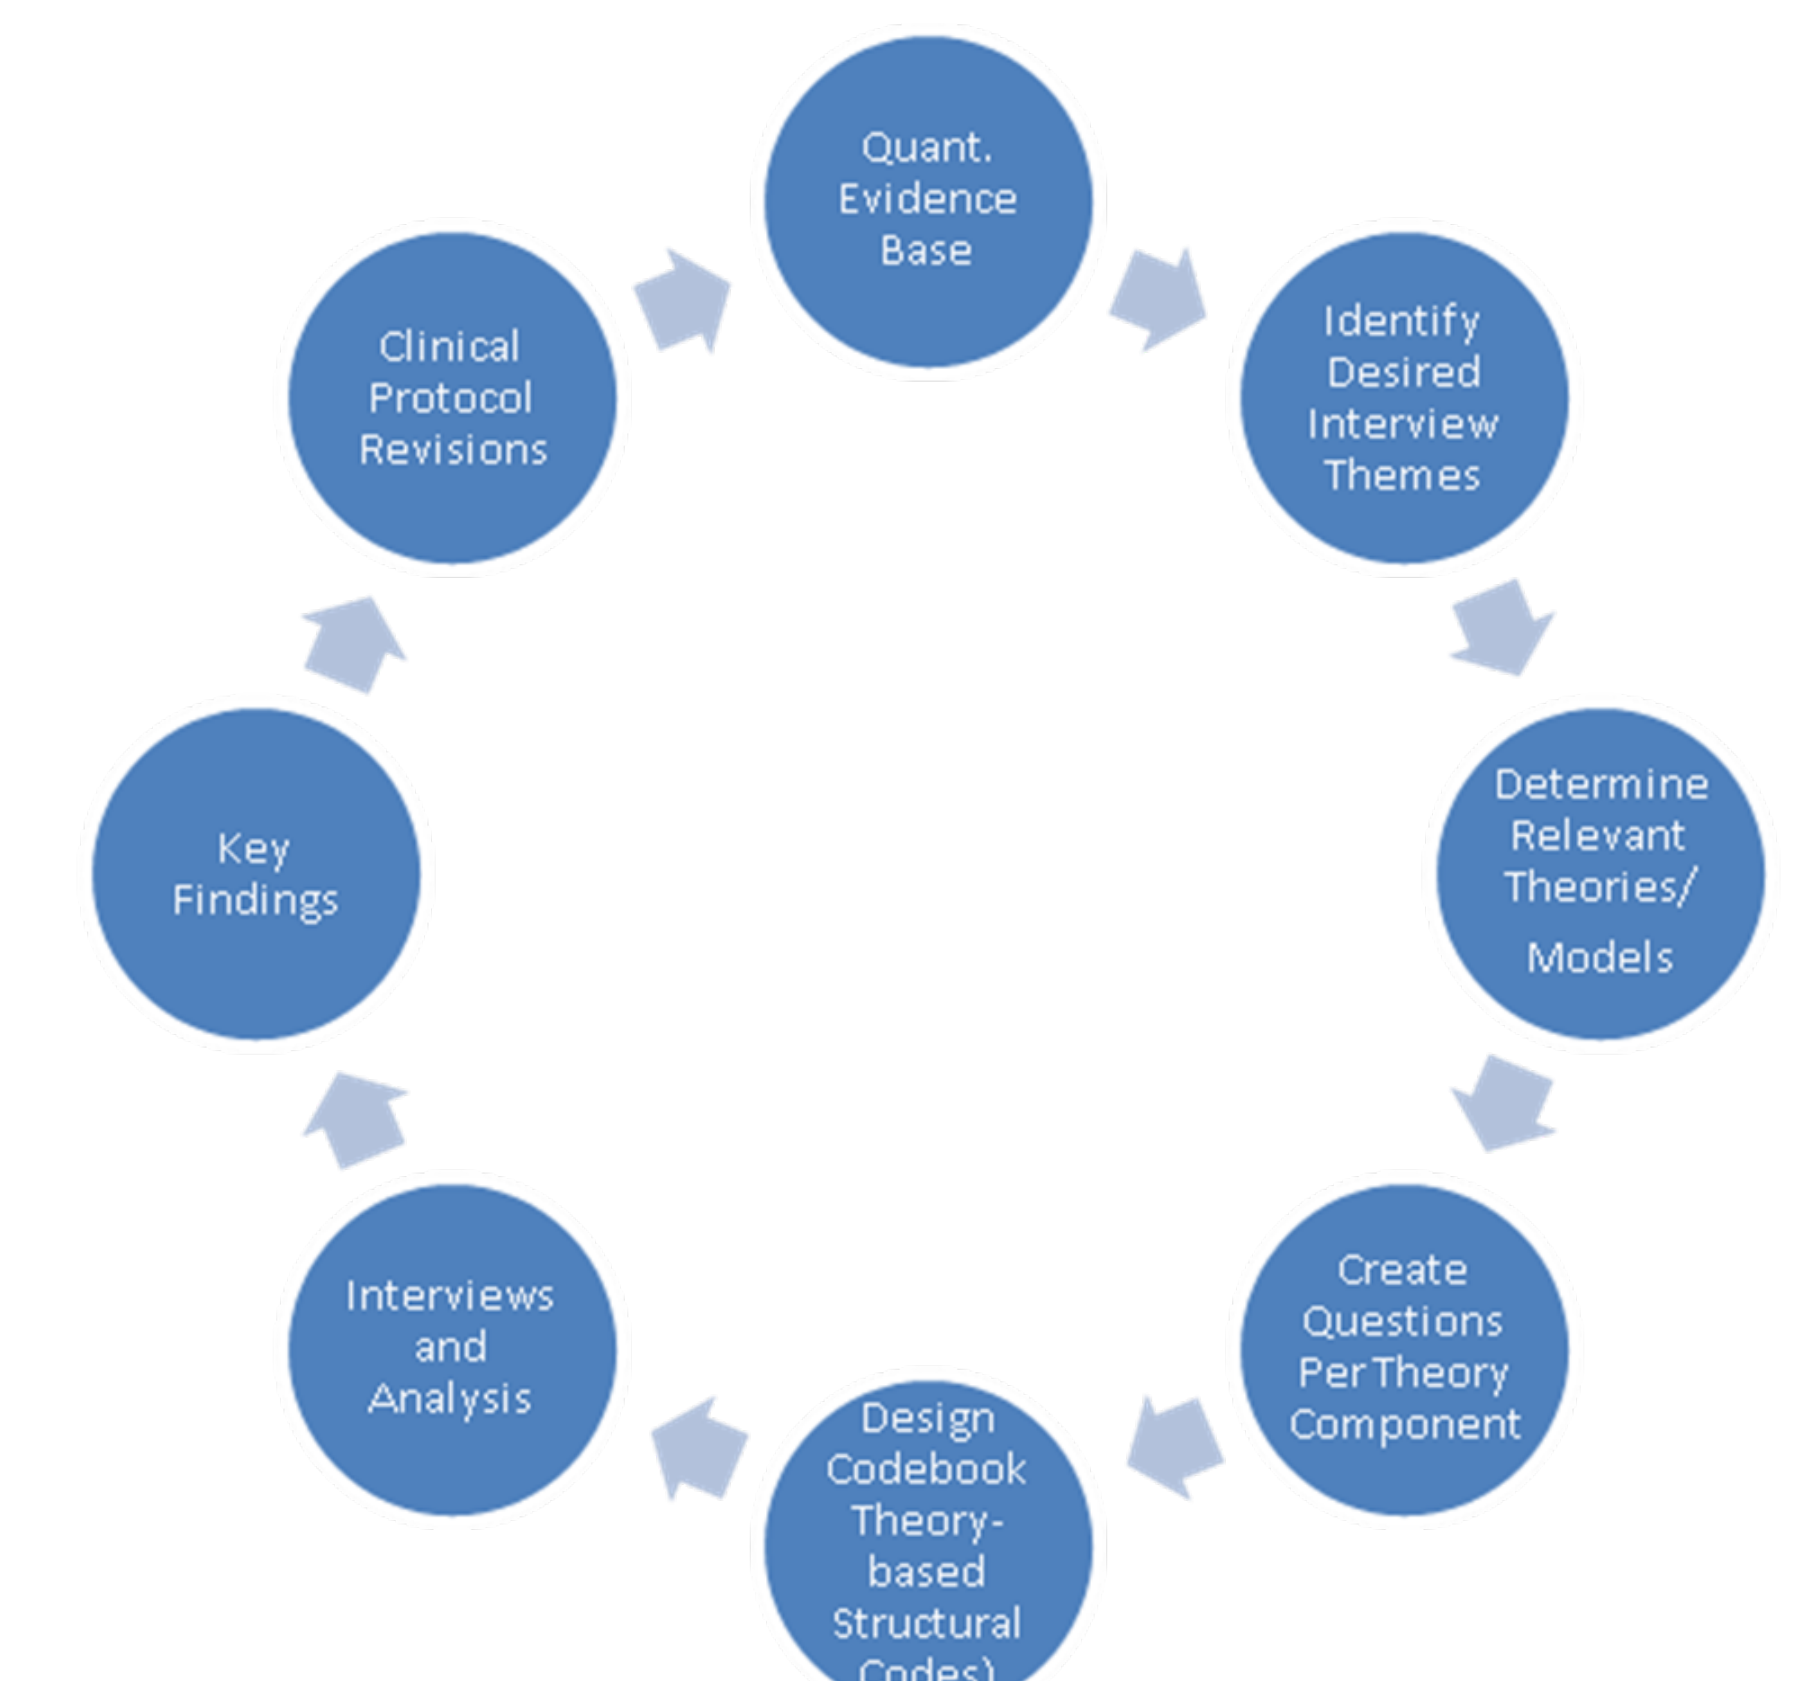 Quant.
Evidence
Base
Identify
Desired
Interview
Themes
Determine
Relevant
Theories/
Models
Create
Questions
Per Theory
Component
Design
Codebook
Theory-
based
Structural
Codes)
Interviews
and
Analysis
Key
Findings
Clinical
Protocol
Revisions